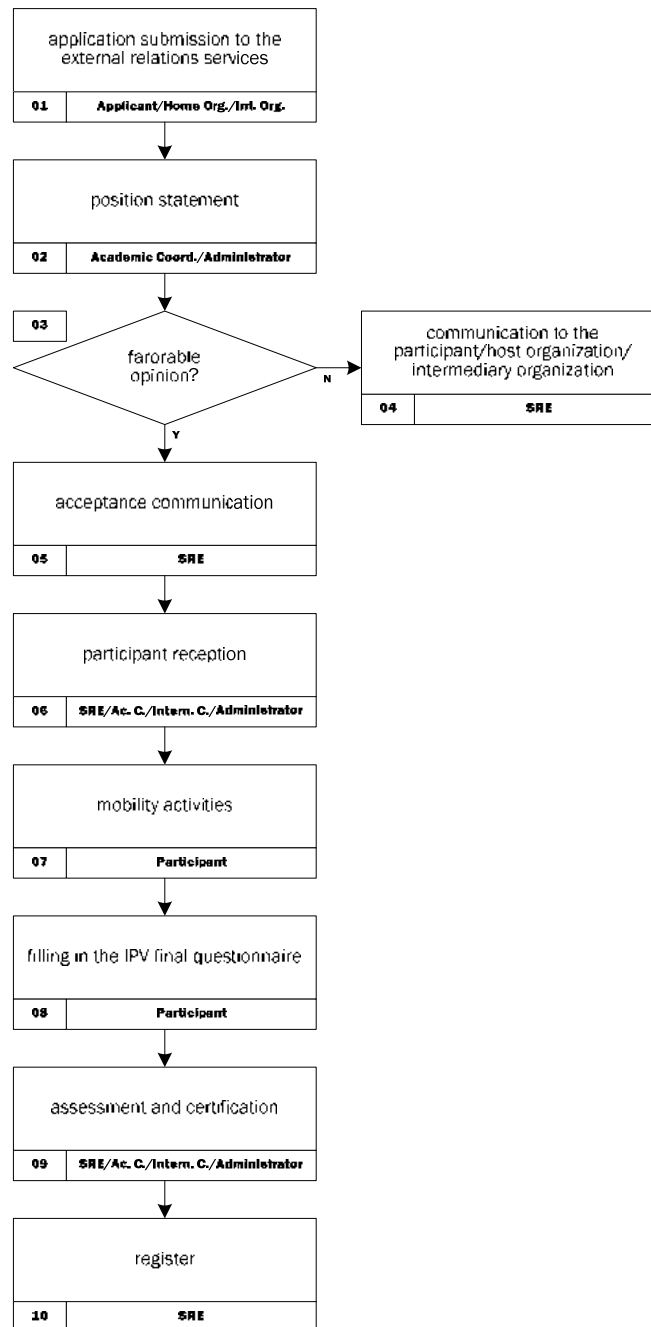 application submission to the
external relations services
01 Applicant/Home Org./Int. Org.
position statement
02 Academic Coord./Administrator
03
farorable
opinion?
N
Y
communication to the
participant/host organization/
intermediary organization
04 SRE
acceptance communication
05 SRE
participant reception
06 SRE/Ac. C./Intern. C./Administrator
mobility activities
07 Participant
filling in the IPV final questionnaire
08 Participant
assessment and certification
09 SRE/Ac. C./Intern. C./Administrator
register
10 SRE